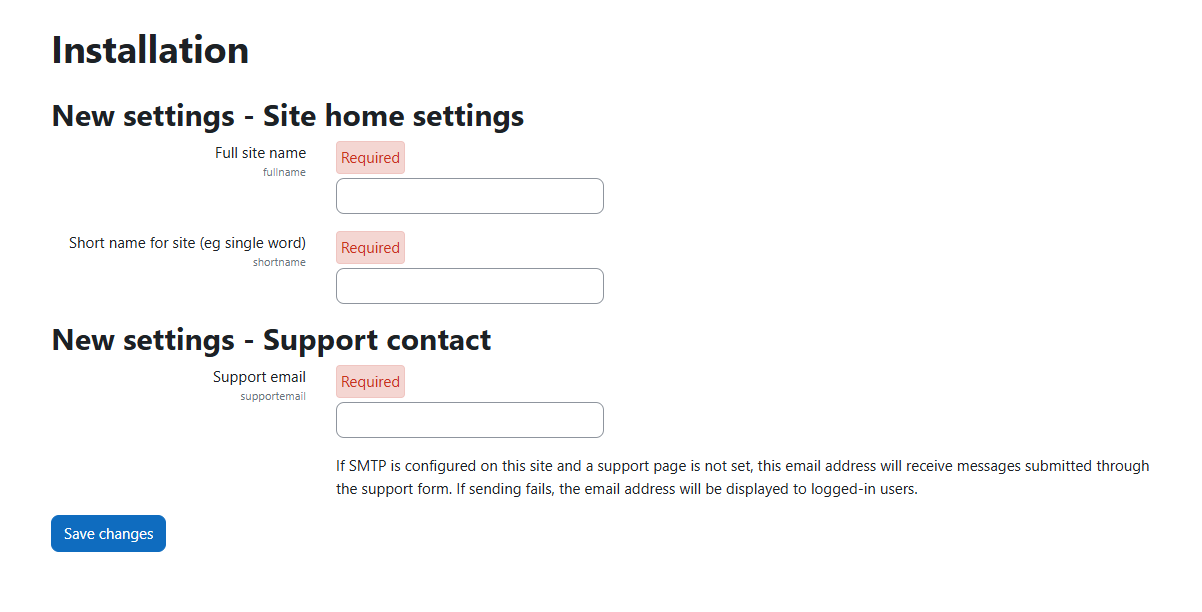 Installation
New settings - Site home settings
Full site name
fullname
Required
Short name for site (eg single word)
shortname
Required
New settings - Support contact
Support email
supportemail
Required
If SMTP is configured on this site and a support page is not set, this email address will receive messages submitted through
the support form. If sending fails, the email address will be displayed to logged-in users.
Save changes